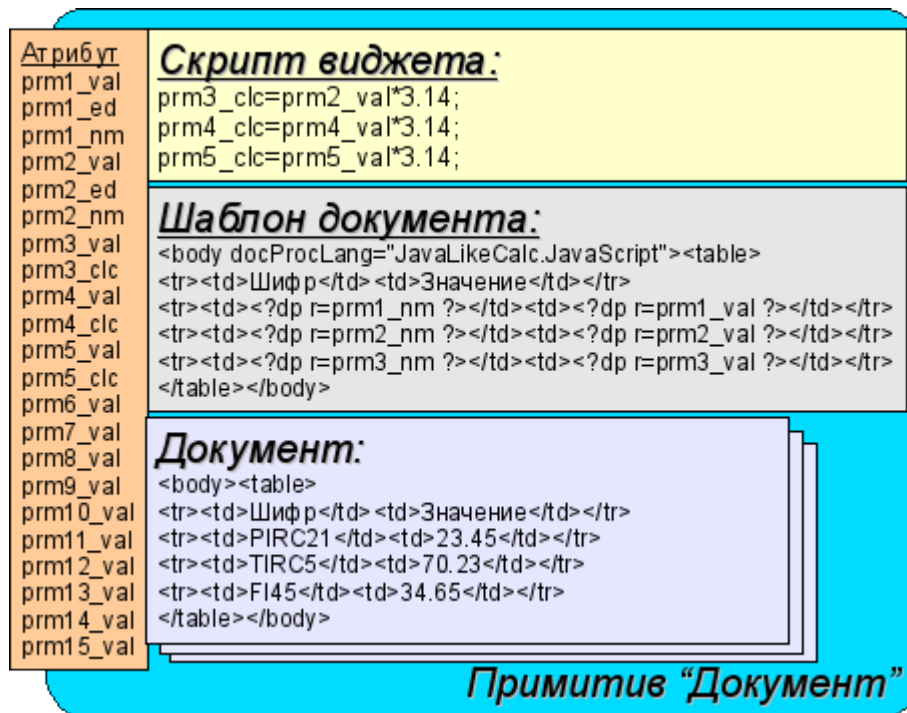 Атрибут
prm1_val
prm1_ed
prm1_nm
prm2_val
prm2_ed
prm2_nm
prm3_val
prm3_clc
prm4_val
prm4_clc
prm5_val
prm5_clc
prm6_val
prm7_val
prm8_val
prm9_val
prm10_val
prm11_val
prm12_val
prm13_val
prm14_val
prm15_val
Скрипт виджета:
prm3_clc=prm2_val*3.14;
prm4_clc=prm4_val*3.14;
prm5_clc=prm5_val*3.14;
Шаблон документа:
<body docProcLang="JavaLikeCalc.JavaScript"><table>
<tr><td>Шифр</td><td>Значение</td></tr>
<tr><td><?dp r=prm1_nm ?></td><td><?dp r=prm1_val ?></td></tr>
<tr><td><?dp r=prm2_nm ?></td><td><?dp r=prm2_val ?></td></tr>
<tr><td><?dp r=prm3_nm ?></td><td><?dp r=prm3_val ?></td></tr>
</table></body>
Документ:
<body><table>
<tr><td>Шифр</td><td>Значение</td></tr>
<tr><td>PIRC21</td><td>23.45</td></tr>
<tr><td>TIRC5</td><td>70.23</td></tr>
<tr><td>FI45</td><td>34.65</td></tr>
</table></body>
Примитив “Документ”